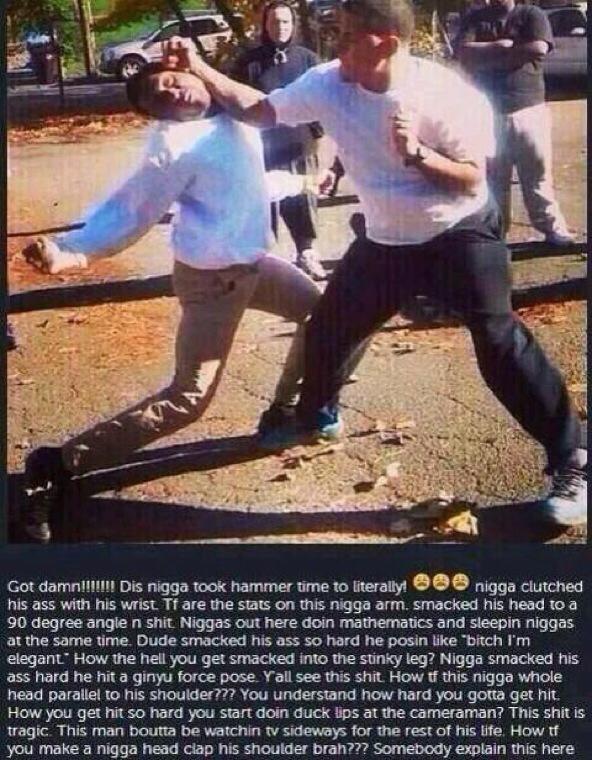 Got damn!!!!!!! Dis nigga took hammer time to literally! 😩😩😩 nigga clutched
his ass with his wrist. Tf are the stats on this nigga arm. smacked his head to a
90 degree angle n shit. Niggas out here doin mathematics and sleepin niggas
at the same time. Dude smacked his ass so hard he posin like "bitch I'm
elegant." How the hell you get smacked into the stinky leg? Nigga smacked his
ass hard he hit a ginyu force pose. Y'all see this shit. How tf this nigga whole
head parallel to his shoulder??? You understand how hard you gotta get hit.
How you get hit so hard you start doin duck lips at the cameraman? This shit is
tragic. This man boutta be watchin tv sideways for the rest of his life. How tf
you make a nigga head clap his shoulder brah??? Somebody explain this here